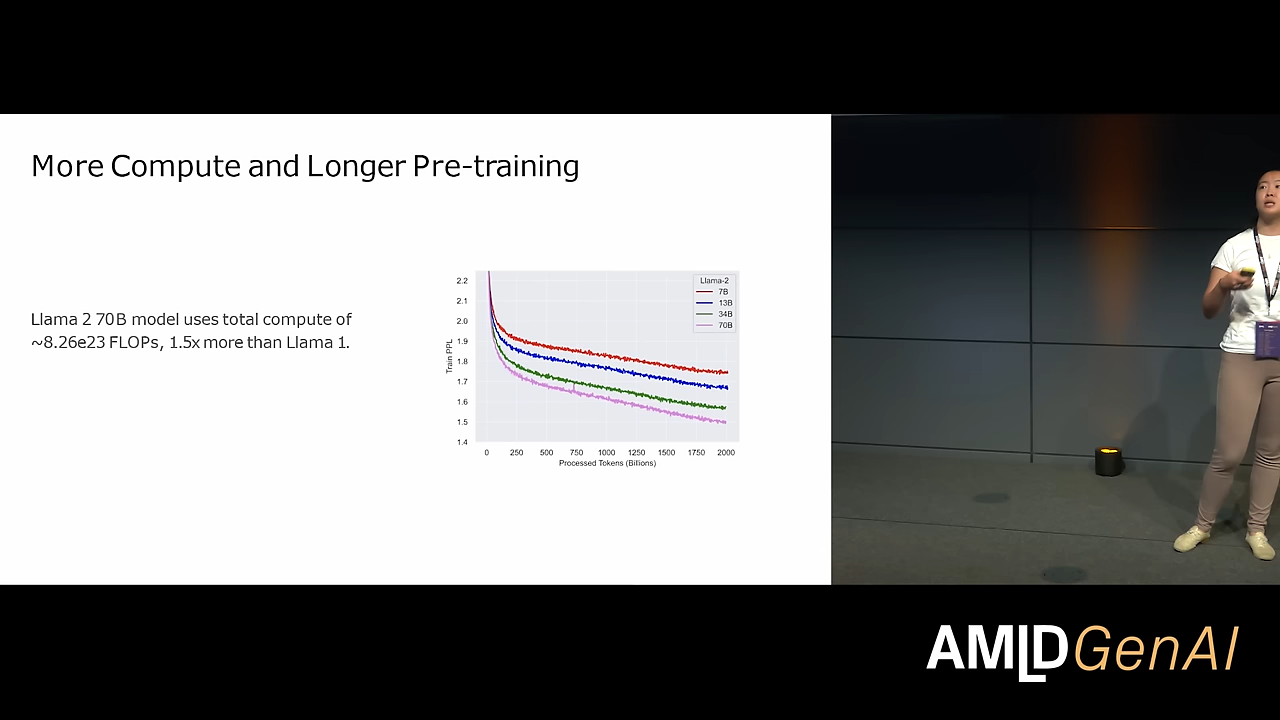 More Compute and Longer Pre-training
Llama 2 70B model uses total compute of
~8.26e23 FLOPs, 1.5x more than Llama 1.
Train PPL
2.2
2.1
2.0
1.9
1.8
1.7
1.6
1.5
1.4
Llama-2
7B
13B
34B
70B
0 250 500 750 1000 1250 1500 1750 2000
Processed Tokens (Billions)
AMLD GenAI